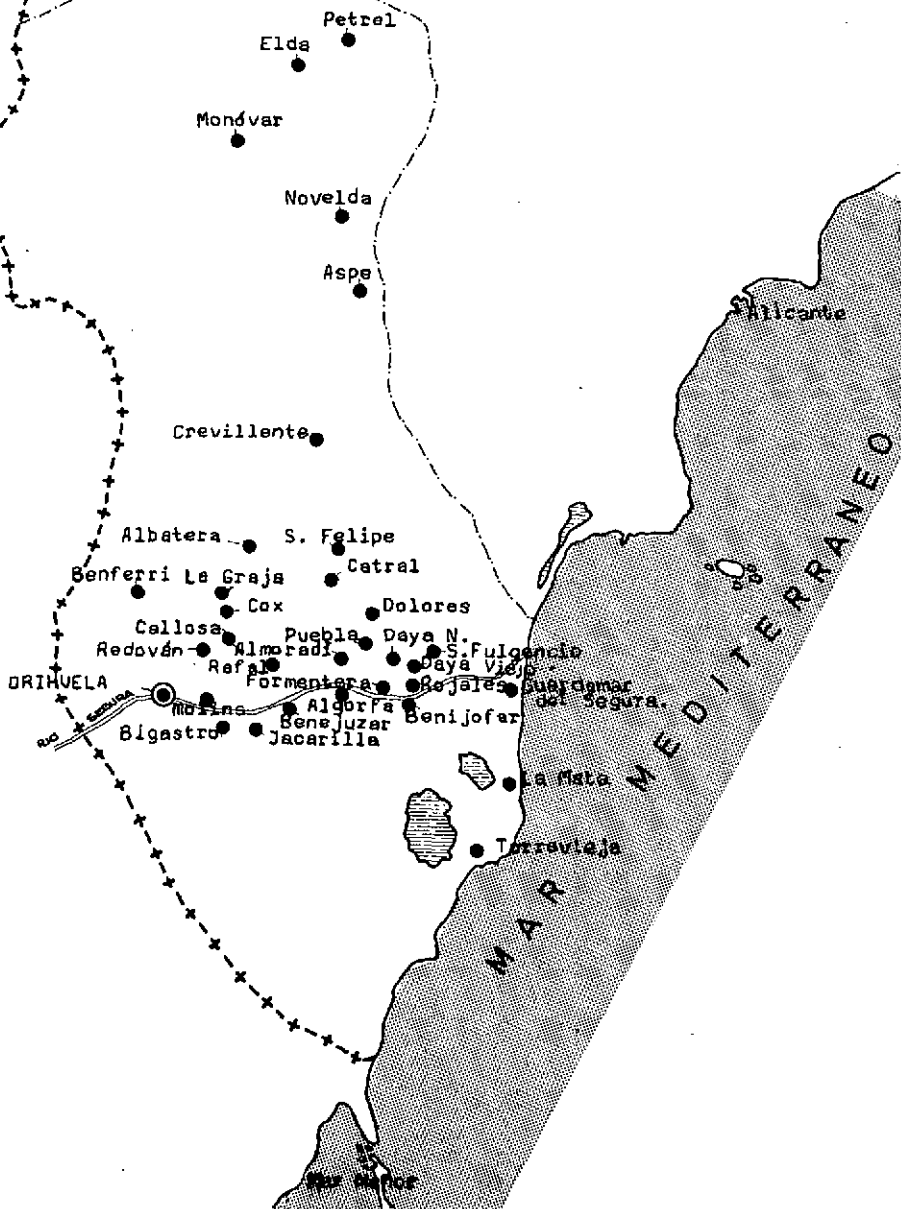 Petrel
Elda
Monóvar
Novelda
Aspe
Alicante
Crevillente
Albatera
S. Felipe
Benferri
La Graja
Catral
Cox
Dolores
Callosa
Puebla
Daya N.
Redován
Almoradí
S. Fulgencio
Rafal
Daya Vieja
ORIHUELA
Formentera
Rojales
Guardamar
del Segura.
RIO SEGURA
Molins
Algorfa
Benijofar
Bigastro
Benejuzar
Jacarilla
La Mata
Torrevieja
MAR MEDITERRANEO
Mar Menor